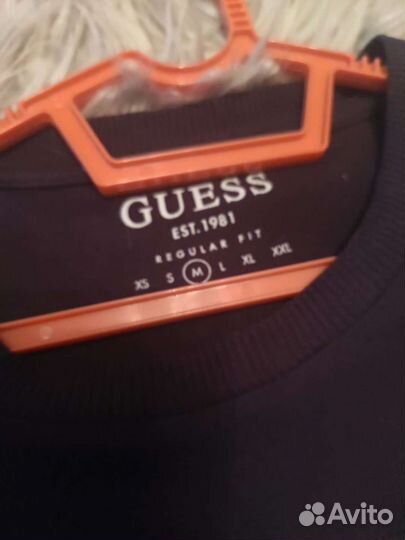 GUESS
EST.1981
REGULAR FIT
XS S M L XL XXL
Avito